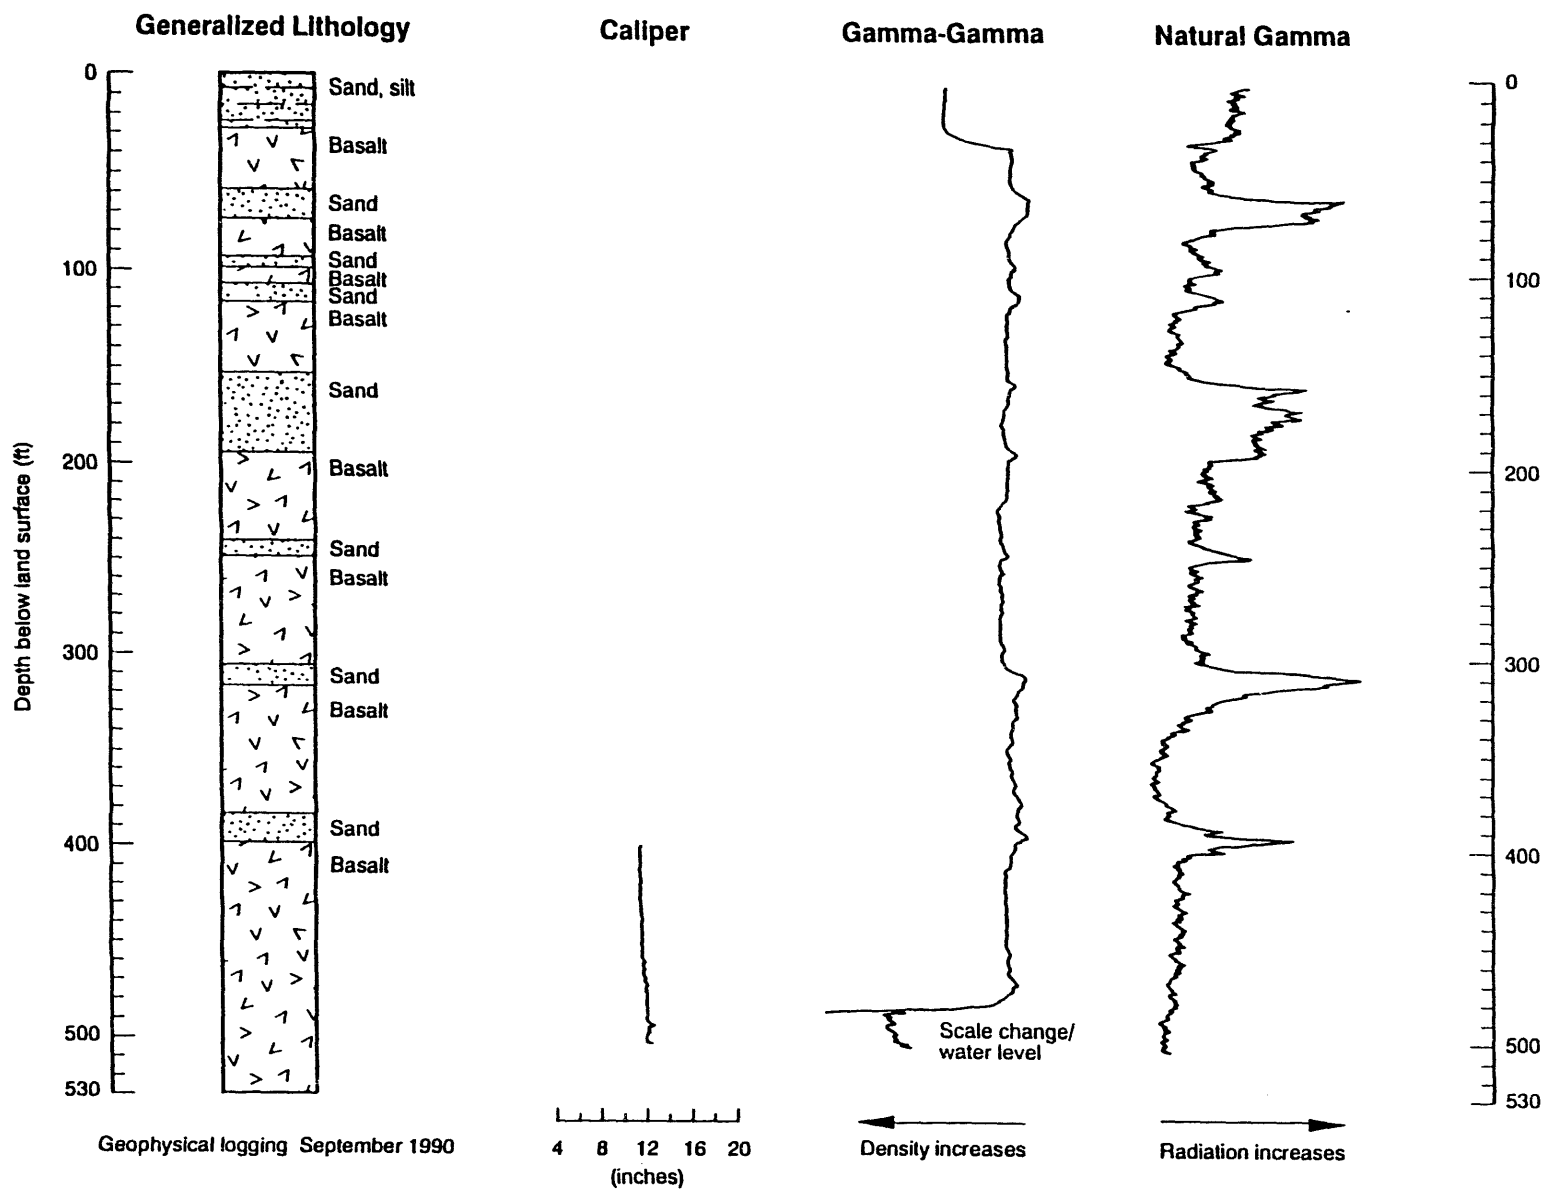 Generalized Lithology
Caliper
Gamma-Gamma
Natural Gamma
Depth below land surface (ft)
0
100
200
300
400
500
530
Sand, silt
Basalt
Sand
Basalt
Sand
Basalt
Sand
Basalt
Sand
Basalt
Sand
Basalt
Sand
Basalt
Sand
Basalt
Scale change/
water level
0
100
200
300
400
500
530
Geophysical logging September 1990
4 8 12 16 20
(inches)
Density increases
Radiation increases